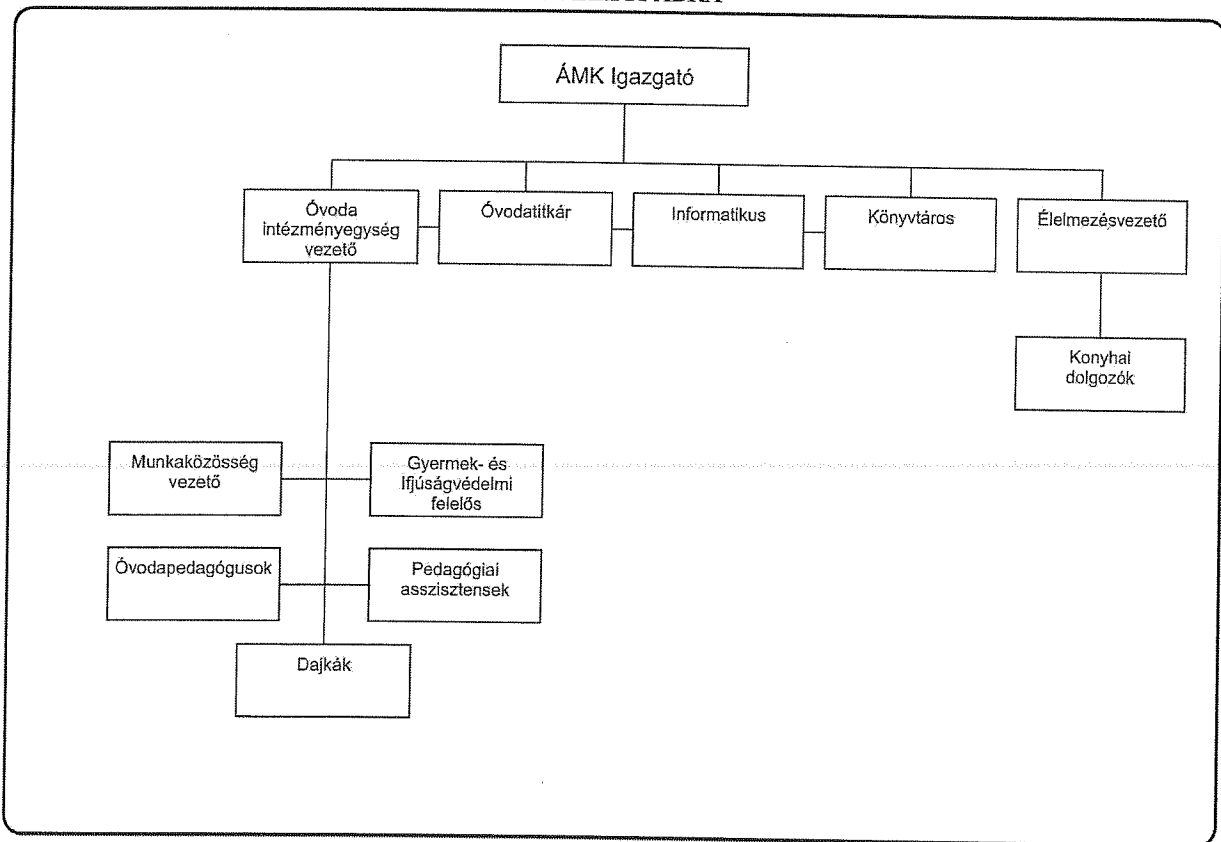 ÁMK Igazgató
Óvoda
intézményegység
vezető
Óvodatitkár
Informatikus
Könyvtáros
Élelmezésvezető
Konyhai
dolgozók
Munkaközösség
vezető
Gyermek- és
Ifjúságvédelmi
felelős
Óvodapedagógusok
Pedagógiai
asszisztensek
Dajkák